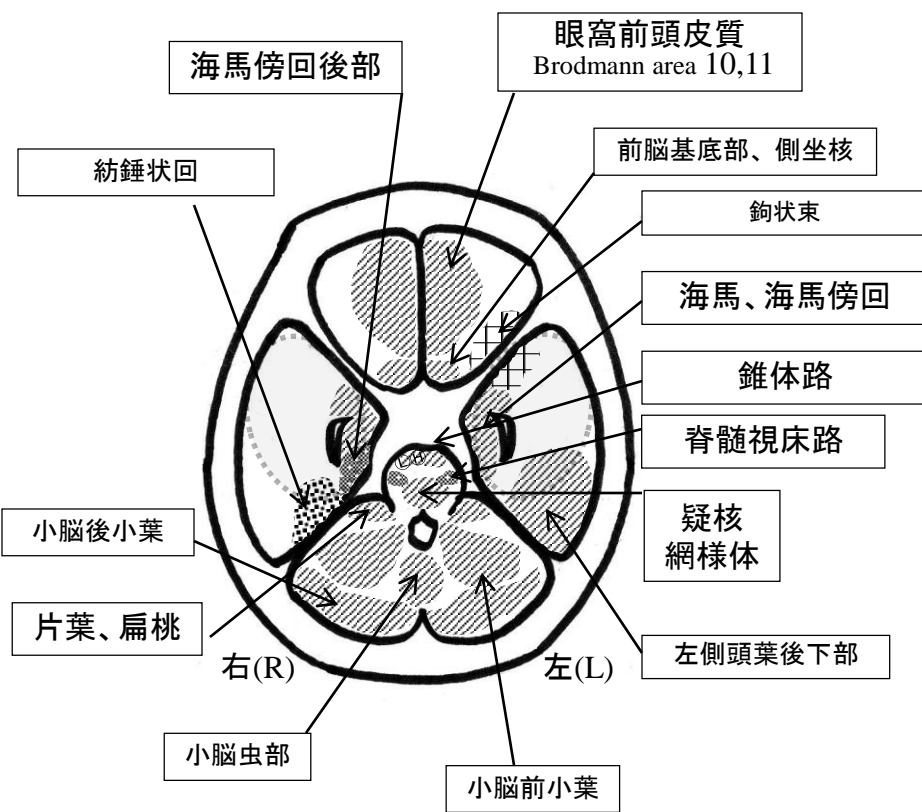 眼窩前頭皮質
Brodmann area 10,11
海馬傍回後部
前脳基底部、側坐核
紡錘状回
鉤状束
海馬、海馬傍回
錐体路
脊髄視床路
L H
疑核
網様体
小脳後小葉
片葉、扁桃
左側頭葉後下部
右(R)
左(L)
小脳虫部
小脳前小葉